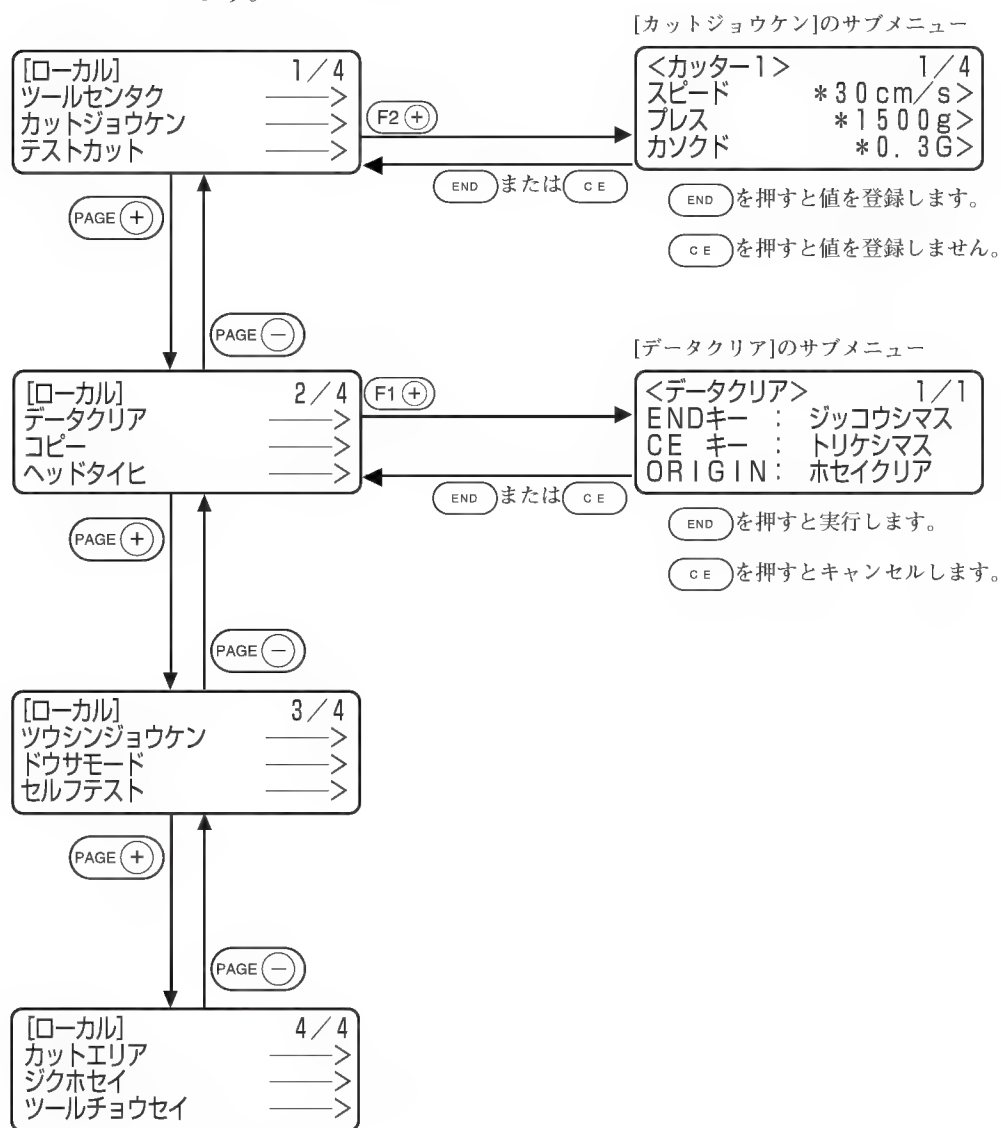 ます。
[カットジョウケン]のサブメニュー
[ローカル] 1/4
ツールセンタク ——>
カットジョウケン ——>
テストカット ——>
F2 +
<カッター1> 1/4
スピード *30cm/s>
プレス *1500g>
カソクド *0.3G>
END または CE
END を押すと値を登録します。
CE を押すと値を登録しません。
PAGE +
PAGE −
[データクリア]のサブメニュー
[ローカル] 2/4
データクリア ——>
コピー ——>
ヘッドタイヒ ——>
F1 +
<データクリア> 1/1
ENDキー : ジッコウシマス
CE キー : トリケシマス
ORIGIN: ホセイクリア
END または CE
END を押すと実行します。
CE を押すとキャンセルします。
PAGE +
PAGE −
[ローカル] 3/4
ツウシンジョウケン ——>
ドウサモード ——>
セルフテスト ——>
PAGE +
PAGE −
[ローカル] 4/4
カットエリア ——>
ジクホセイ ——>
ツールチョウセイ ——>